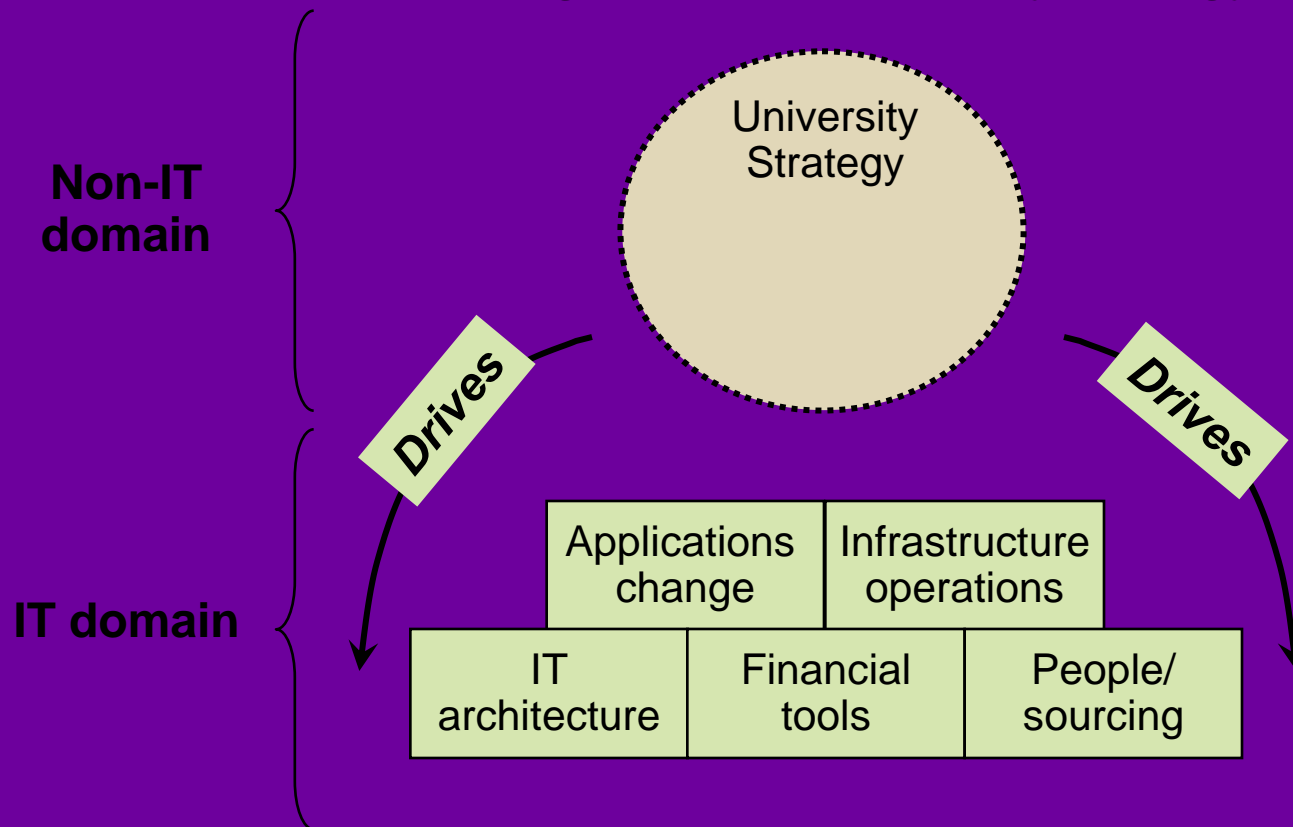 University
Strategy
Non-IT
domain
Drives
Drives
Applications
change
Infrastructure
operations
IT domain
IT
architecture
Financial
tools
People/
sourcing